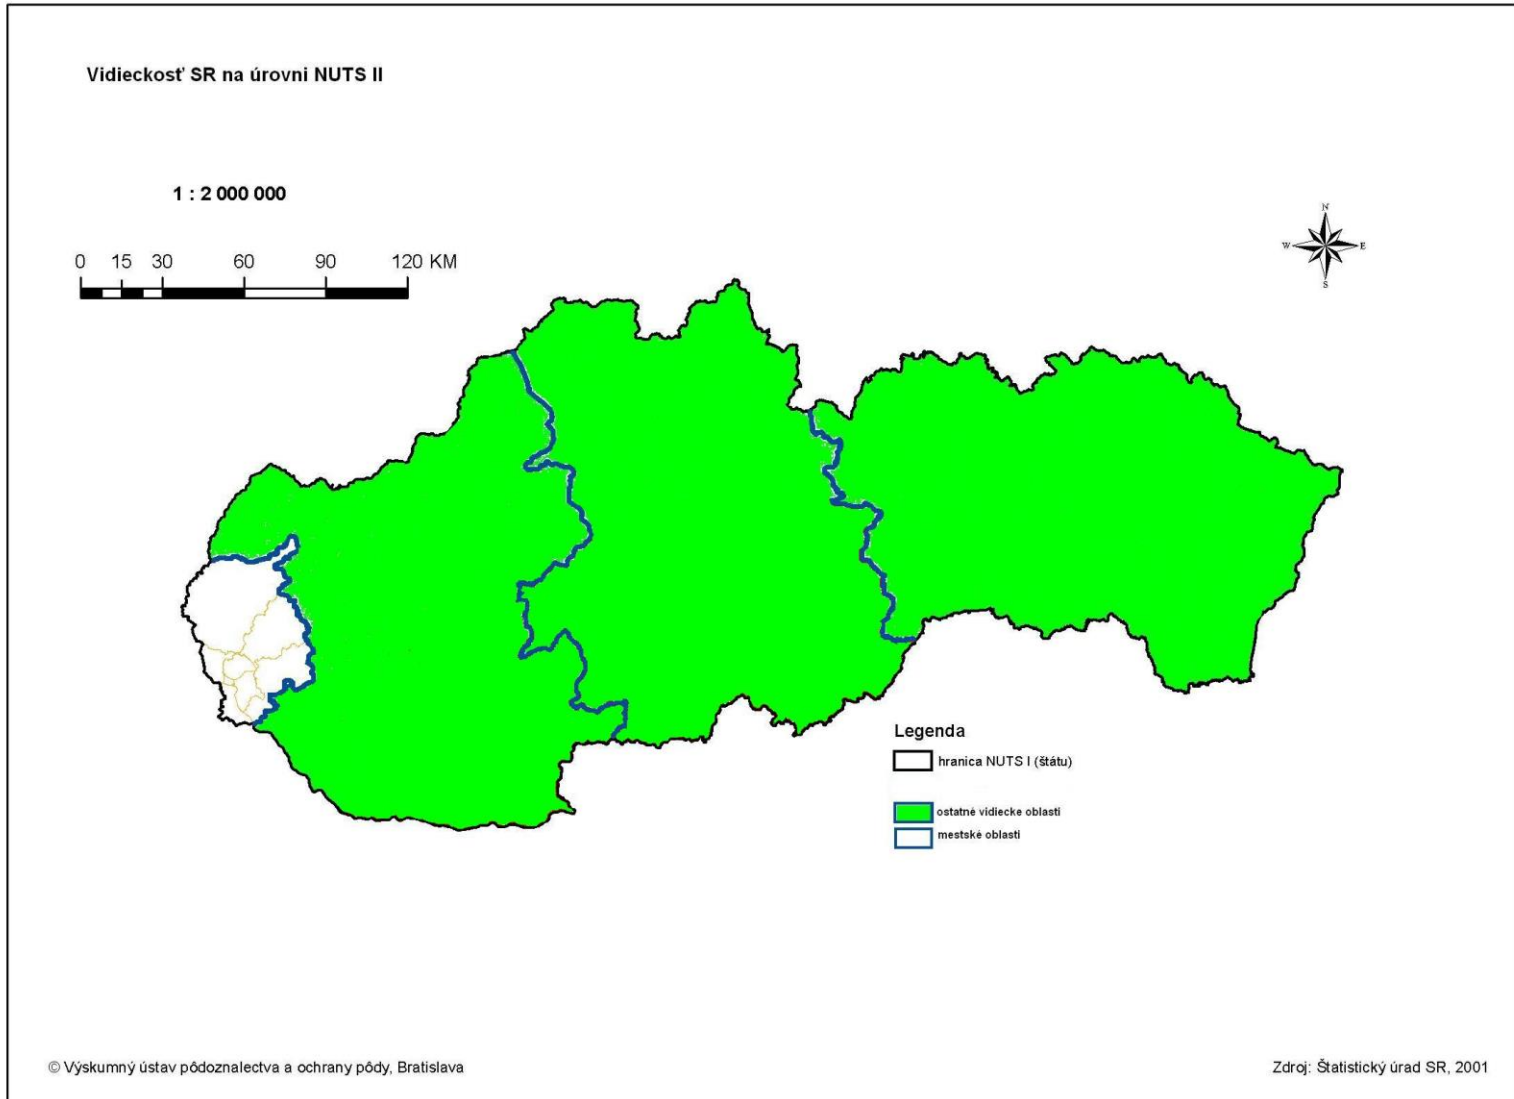 Vidieckosť SR na úrovni NUTS II
1 : 2 000 000
0 15 30 60 90 120 KM
N
W E
S
Legenda
hranica NUTS I (štátu)
ostatné vidiecke oblasti
mestské oblasti
© Výskumný ústav pôdoznalectva a ochrany pôdy, Bratislava
Zdroj: Štatistický úrad SR, 2001